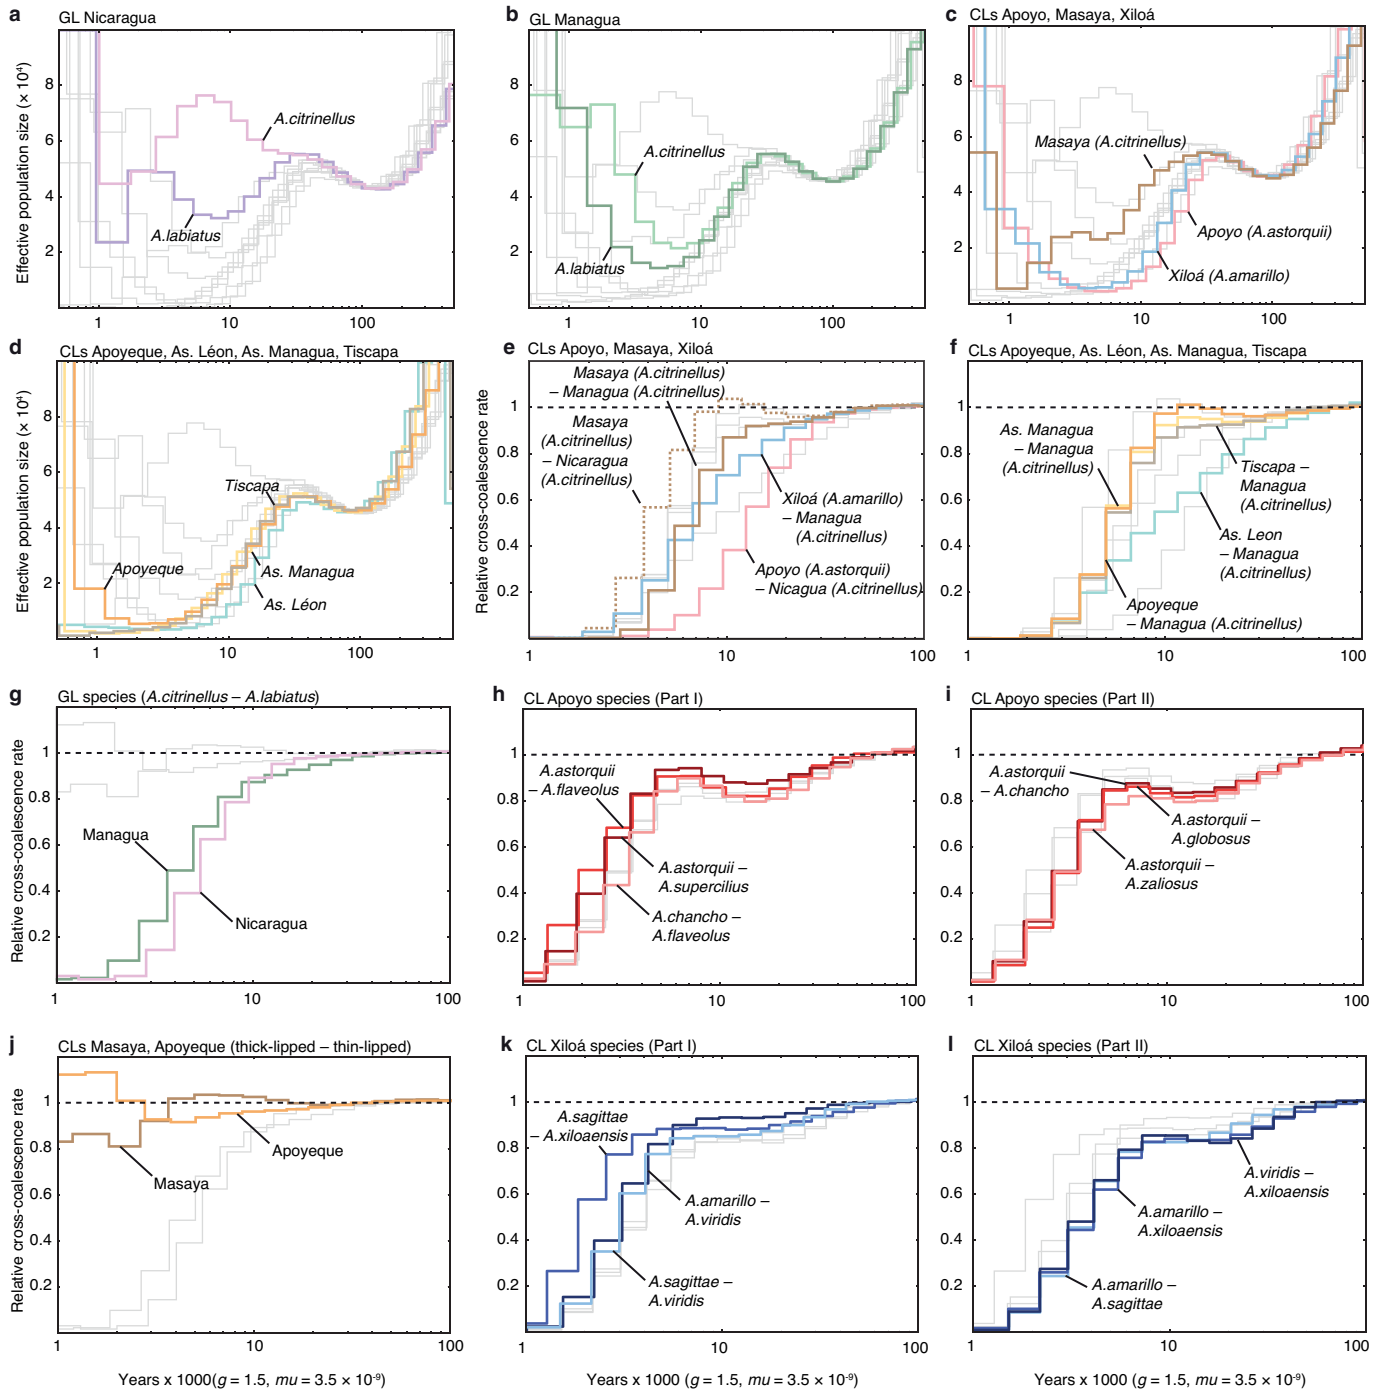 a GL Nicaragua
Effective population size (× 10⁴)
8
6
4
2
1
10
100
A.citrinellus
A.labiatus
b GL Managua
8
6
4
2
1
10
100
A.citrinellus
A.labiatus
c CLs Apoyo, Masaya, Xiloá
8
6
4
2
1
10
100
Masaya (A.citrinellus)
Apoyo (A.astorquii)
Xiloá (A.amarillo)
d CLs Apoyeque, As. Léon, As. Managua, Tiscapa
Effective population size (× 10⁴)
8
6
4
2
1
10
100
Tiscapa
Apoyeque
As. Managua
As. Léon
e CLs Apoyo, Masaya, Xiloá
Relative cross-coalescence rate
1
0.8
0.6
0.4
0.2
1
10
100
Masaya (A.citrinellus)
– Managua (A.citrinellus)
Masaya
(A.citrinellus)
– Nicaragua
(A.citrinellus)
Xiloá (A.amarillo)
– Managua
(A.citrinellus)
Apoyo (A.astorquii)
– Nicagua (A.citrinellus)
f CLs Apoyeque, As. Léon, As. Managua, Tiscapa
1
0.8
0.6
0.4
0.2
1
10
100
As. Managua
– Managua
(A.citrinellus)
Tiscapa –
Managua
(A.citrinellus)
As. Leon
– Managua
(A.citrinellus)
Apoyeque
– Managua (A.citrinellus)
g GL species (A.citrinellus – A.labiatus)
Relative cross-coalescence rate
1
0.8
0.6
0.4
0.2
1
10
100
Managua
Nicaragua
h CL Apoyo species (Part I)
1
0.8
0.6
0.4
0.2
1
10
100
A.astorquii
– A.flaveolus
A.astorquii –
A.supercilius
A.chancho –
A.flaveolus
i CL Apoyo species (Part II)
1
0.8
0.6
0.4
0.2
1
10
100
A.astorquii
– A.chancho
A.astorquii –
A.globosus
A.astorquii –
A.zaliosus
j CLs Masaya, Apoyeque (thick-lipped – thin-lipped)
Relative cross-coalescence rate
1
0.8
0.6
0.4
0.2
1
10
100
Apoyeque
Masaya
Years x 1000(g = 1.5, mu = 3.5 × 10⁻⁹)
k CL Xiloá species (Part I)
1
0.8
0.6
0.4
0.2
1
10
100
A.sagittae
– A.xiloaensis
A.amarillo –
A.viridis
A.sagittae –
A.viridis
Years x 1000 (g = 1.5, mu = 3.5 × 10⁻⁹)
l CL Xiloá species (Part II)
1
0.8
0.6
0.4
0.2
1
10
100
A.viridis –
A.xiloaensis
A.amarillo –
A.xiloaensis
A.amarillo –
A.sagittae
Years x 1000 (g = 1.5, mu = 3.5 × 10⁻⁹)